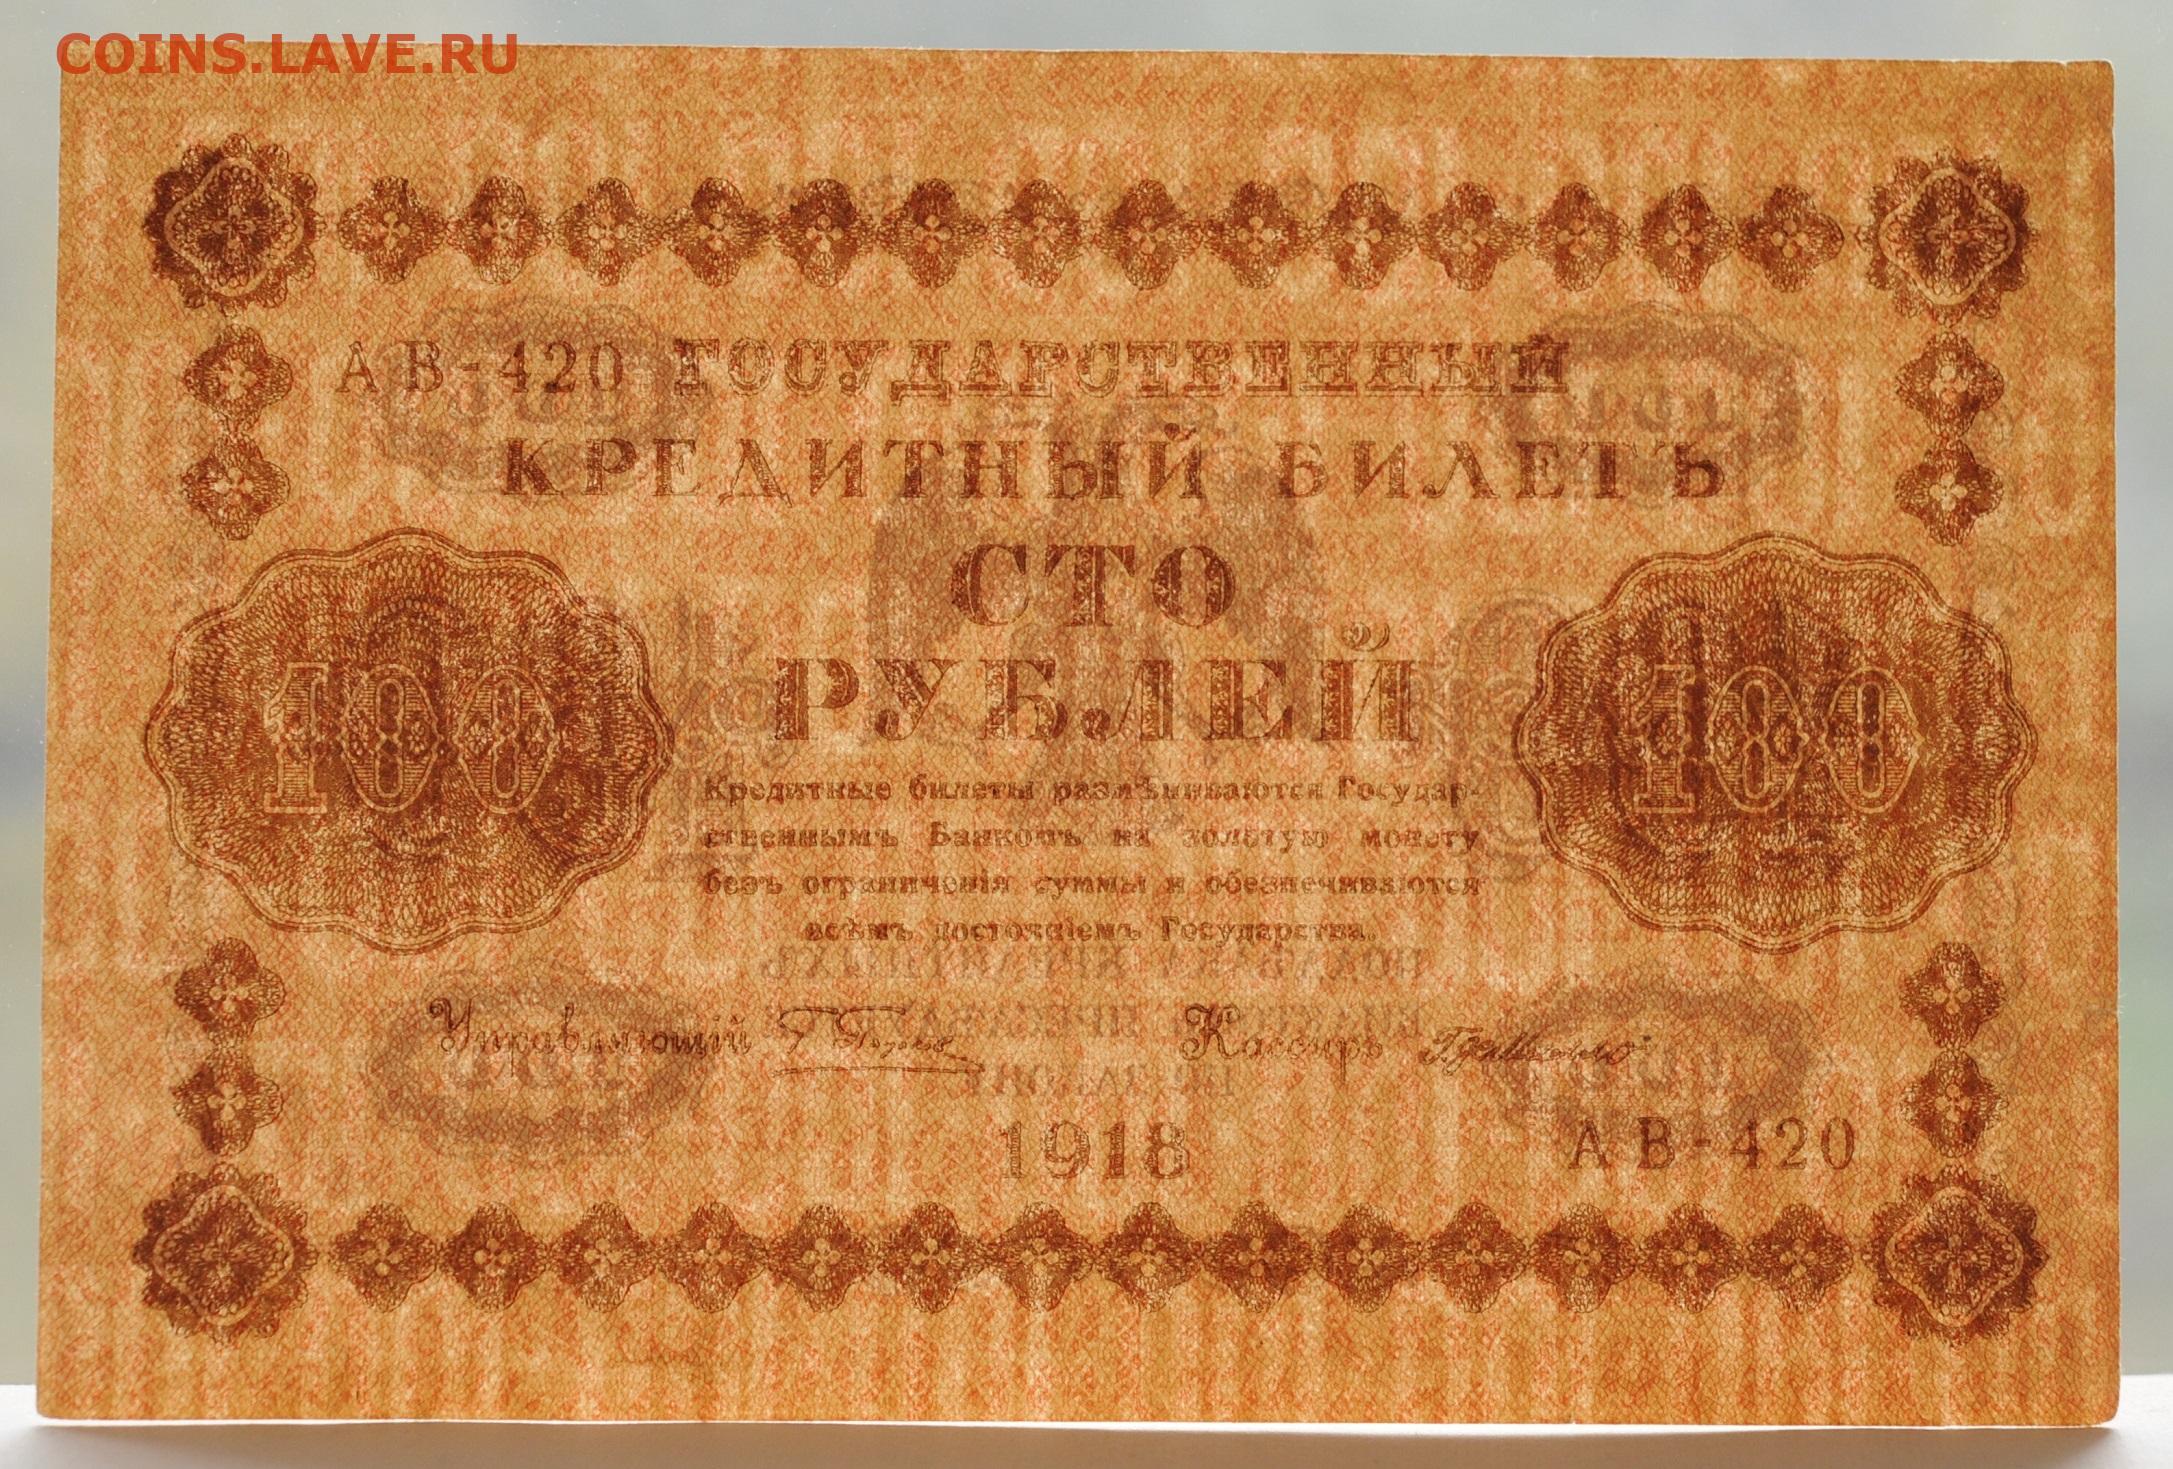 COINS.LAVE.RU
АВ-420 ГОСУДАРСТВЕННЫЙ
КРЕДИТНЫЙ БИЛЕТЪ
СТО
РУБЛЕЙ
100 100
Кредитные билеты размѣниваются Государ-
ственнымъ Банкомъ на золотую монету
безъ ограниченія суммы и обезпечиваются
всѣмъ достояніемъ Государства.
Управляющій Кассиръ
1918
АВ-420